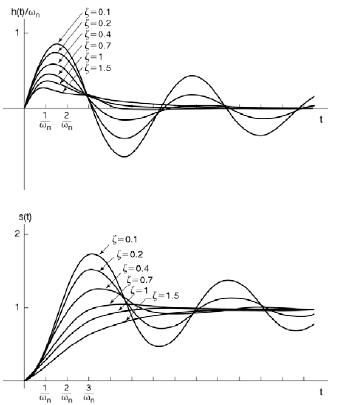 h(t)/ωn
1
ζ=0.1
ζ=0.2
ζ=0.4
ζ=0.7
ζ=1
ζ=1.5
1/ωn 2/ωn t
s(t)
2
ζ=0.1
ζ=0.2
ζ=0.4
ζ=0.7
ζ=1 ζ=1.5
1
1/ωn 2/ωn 3/ωn t